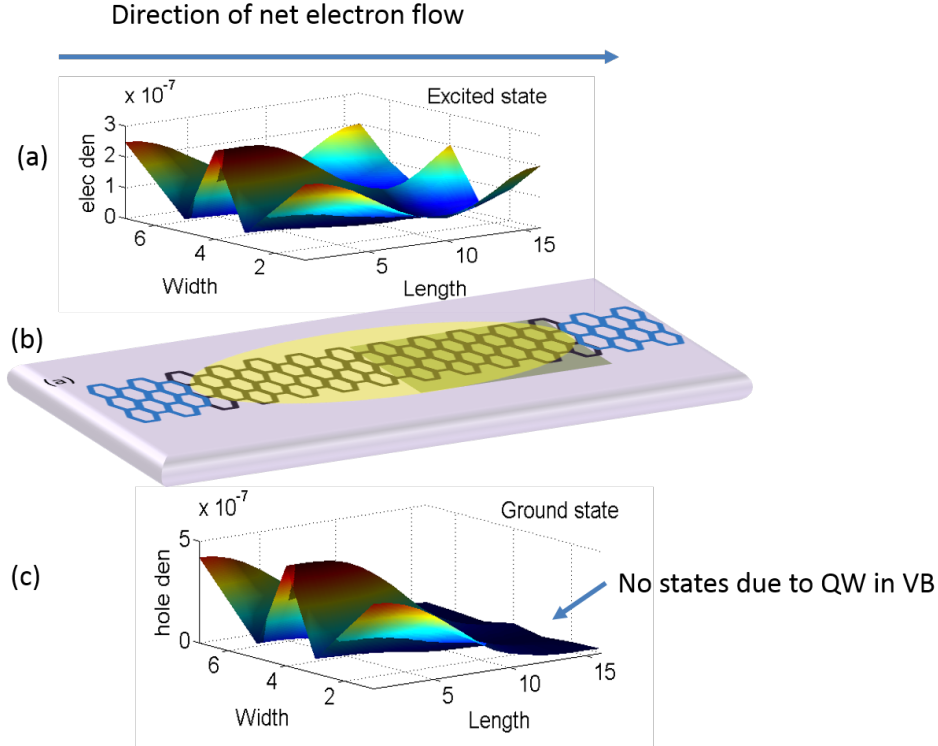 Direction of net electron flow
(a)
x 10^-7
Excited state
3
2
1
0
elec den
6
4
2
Width
5
10
15
Length
(b)
(a)
(c)
x 10^-7
Ground state
5
0
hole den
6
4
2
Width
5
10
15
Length
No states due to QW in VB